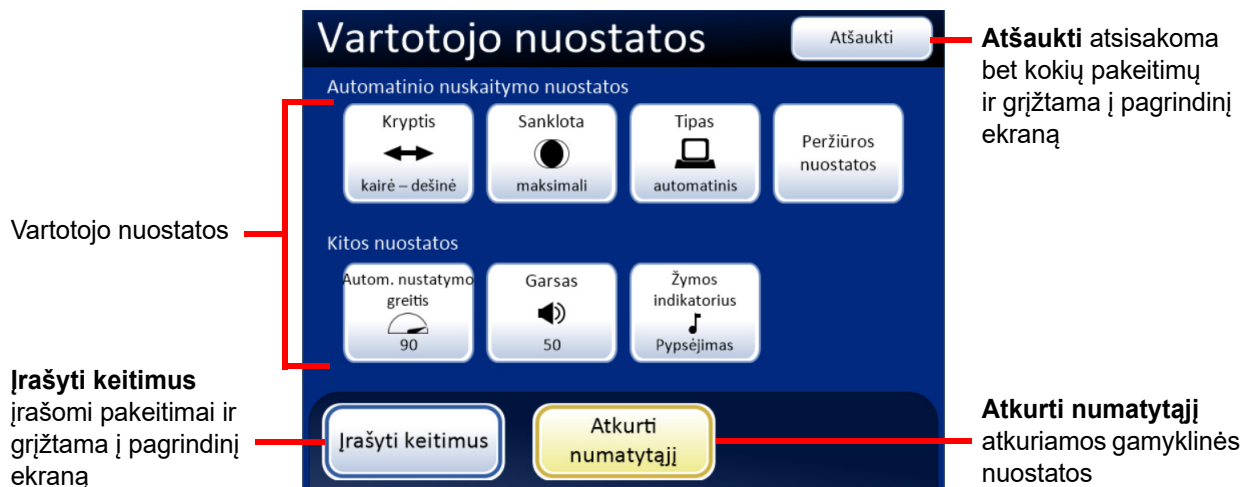 Vartotojo nuostatos
Atšaukti
Atšaukti atsisakoma
bet kokių pakeitimų
ir grįžtama į pagrindinį
ekraną
Automatinio nuskaitymo nuostatos
Kryptis
kairė – dešinė
Sanklota
maksimali
Tipas
automatinis
Peržiūros
nuostatos
Vartotojo nuostatos
Kitos nuostatos
Autom. nustatymo
greitis
90
Garsas
50
Žymos
indikatorius
Pypsėjimas
Įrašyti keitimus
įrašomi pakeitimai ir
grįžtama į pagrindinį
ekraną
Įrašyti keitimus
Atkurti
numatytąjį
Atkurti numatytąjį
atkuriamos gamyklinės
nuostatos